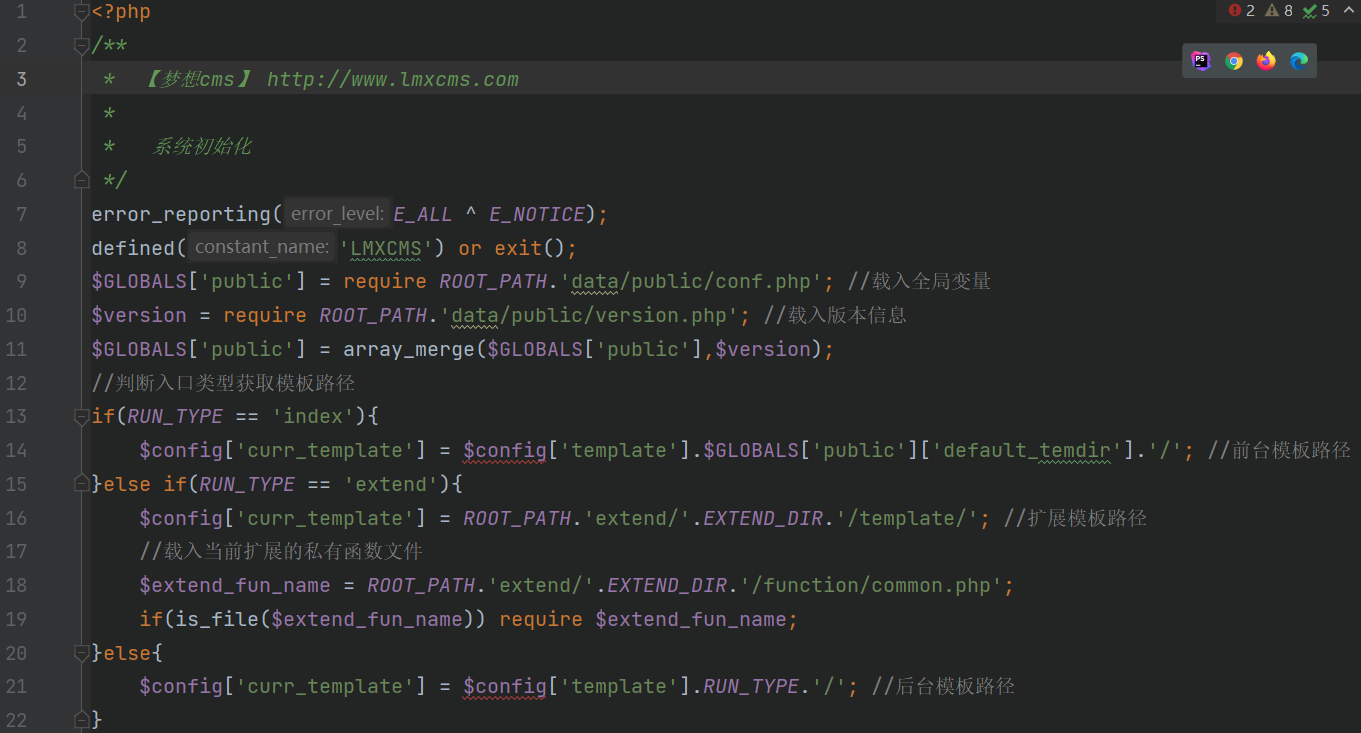 2 8 5
1 <?php
2 /**
3 * 【梦想cms】 http://www.lmxcms.com
4 *
5 * 系统初始化
6 */
7 error_reporting( error_level: E_ALL ^ E_NOTICE);
8 defined( constant_name: 'LMXCMS') or exit();
9 $GLOBALS['public'] = require ROOT_PATH.'data/public/conf.php'; //载入全局变量
10 $version = require ROOT_PATH.'data/public/version.php'; //载入版本信息
11 $GLOBALS['public'] = array_merge($GLOBALS['public'],$version);
12 //判断入口类型获取模板路径
13 if(RUN_TYPE == 'index'){
14 $config['curr_template'] = $config['template'].$GLOBALS['public']['default_temdir'].'/'; //前台模板路径
15 }else if(RUN_TYPE == 'extend'){
16 $config['curr_template'] = ROOT_PATH.'extend/'.EXTEND_DIR.'/template/'; //扩展模板路径
17 //载入当前扩展的私有函数文件
18 $extend_fun_name = ROOT_PATH.'extend/'.EXTEND_DIR.'/function/common.php';
19 if(is_file($extend_fun_name)) require $extend_fun_name;
20 }else{
21 $config['curr_template'] = $config['template'].RUN_TYPE.'/'; //后台模板路径
22 }